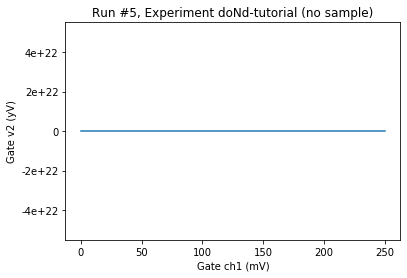 Run #5, Experiment doNd-tutorial (no sample)
4e+22
2e+22
0
-2e+22
-4e+22
Gate v2 (yV)
0 50 100 150 200 250
Gate ch1 (mV)